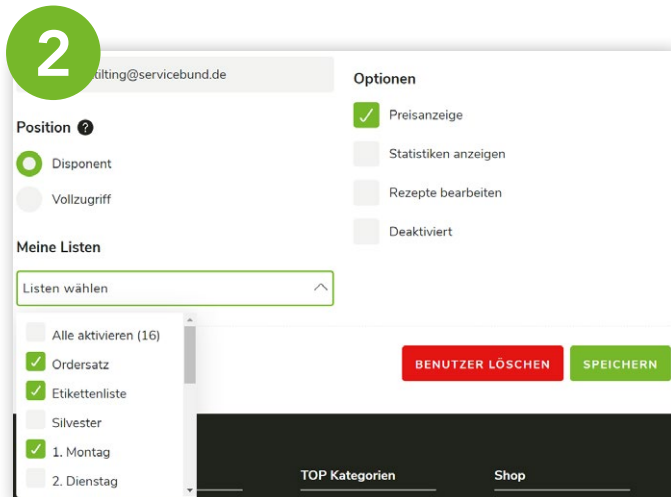 2
tilting@servicebund.de
Position ?
Disponent
Vollzugriff
Meine Listen
Listen wählen
Alle aktivieren (16)
Ordersatz
Etikettenliste
Silvester
1. Montag
2. Dienstag
Optionen
Preisanzeige
Statistiken anzeigen
Rezepte bearbeiten
Deaktiviert
BENUTZER LÖSCHEN
SPEICHERN
TOP Kategorien
Shop